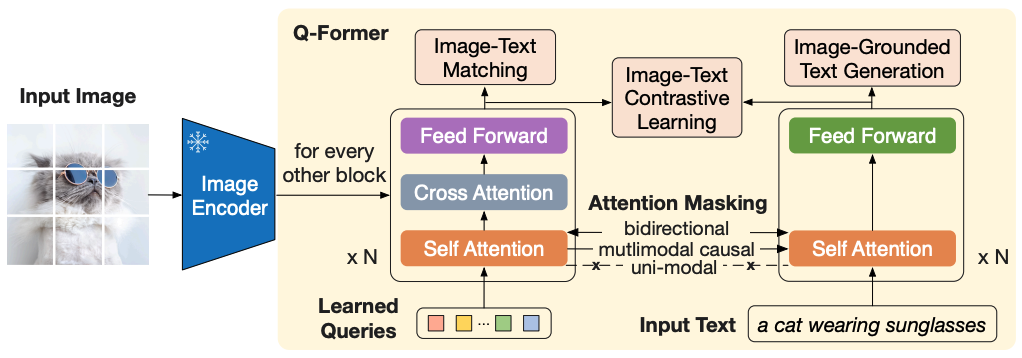 Q-Former
Image-Text
Matching
Image-Text
Contrastive
Learning
Image-Grounded
Text Generation
Input Image
Image
Encoder
for every
other block
Feed Forward
Cross Attention
Self Attention
x N
Attention Masking
bidirectional
mutlimodal causal
uni-modal
x
x
Feed Forward
Self Attention
x N
Learned
Queries
...
Input Text
a cat wearing sunglasses